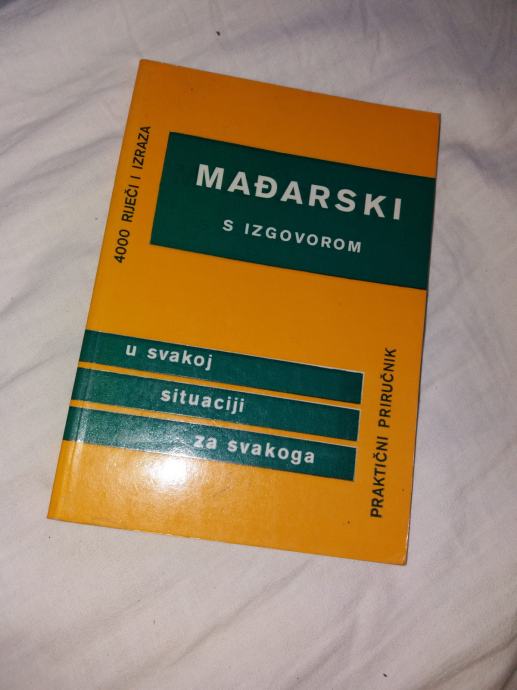 4000 RIJEČI I IZRAZA
MAĐARSKI
S IZGOVOROM
u svakoj
situaciji
za svakoga
PRAKTIČNI PRIRUČNIK